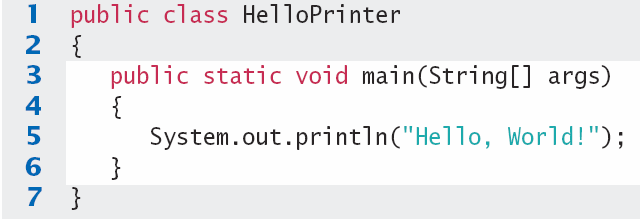 1 public class HelloPrinter
2 {
3    public static void main(String[] args)
4    {
5       System.out.println("Hello, World!");
6    }
7 }